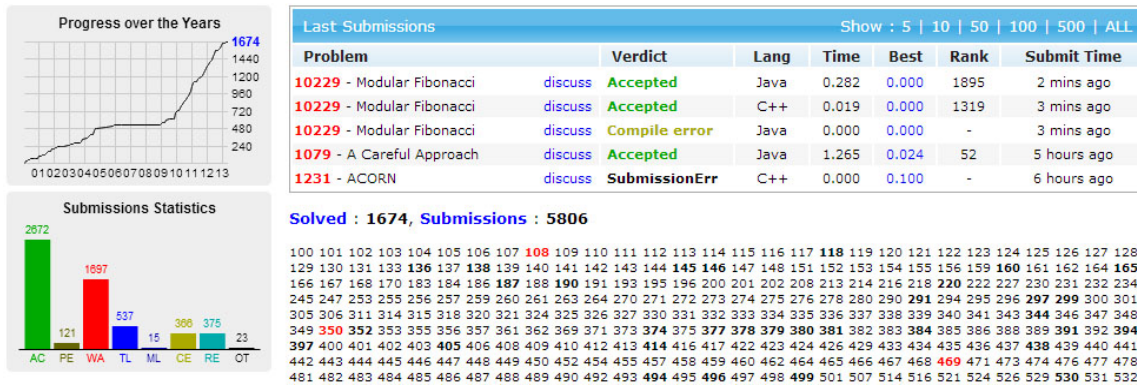 Progress over the Years
1674
1440
1200
960
720
480
240
01020304050607080910111213
Submissions Statistics
2672
121
1697
537
15
366
375
23
AC PE WA TL ML CE RE OT
Last Submissions Show : 5 | 10 | 50 | 100 | 500 | ALL
Problem Verdict Lang Time Best Rank Submit Time
10229 - Modular Fibonacci discuss Accepted Java 0.282 0.000 1895 2 mins ago
10229 - Modular Fibonacci discuss Accepted C++ 0.019 0.000 1319 3 mins ago
10229 - Modular Fibonacci discuss Compile error Java 0.000 0.000 - 3 mins ago
1079 - A Careful Approach discuss Accepted Java 1.265 0.024 52 5 hours ago
1231 - ACORN discuss SubmissionErr C++ 0.000 0.100 - 6 hours ago
Solved : 1674, Submissions : 5806
100 101 102 103 104 105 106 107 108 109 110 111 112 113 114 115 116 117 118 119 120 121 122 123 124 125 126 127 128
129 130 131 133 136 137 138 139 140 141 142 143 144 145 146 147 148 151 152 153 154 155 156 159 160 161 162 164 165
166 167 168 170 183 184 186 187 188 190 191 193 195 196 200 201 202 208 213 214 216 218 220 222 227 230 231 232 234
245 247 253 255 256 257 259 260 261 263 264 270 271 272 273 274 275 276 278 280 290 291 294 295 296 297 299 300 301
305 306 311 314 315 318 320 321 324 325 326 327 328 330 331 332 333 334 335 336 337 338 339 340 341 343 344 346 347 348
349 350 352 353 355 356 357 361 362 369 371 373 374 375 377 378 379 380 381 382 383 384 385 386 388 389 391 392 394
397 400 401 402 403 405 406 408 409 410 412 413 414 416 417 422 423 424 426 428 429 431 434 435 436 437 438 439 440 441
442 443 444 445 446 447 448 449 450 452 454 455 457 458 459 460 462 464 465 466 467 468 469 471 473 474 476 477 478
481 482 483 484 485 486 487 488 489 490 492 493 494 495 496 497 498 499 501 507 514 516 521 524 526 529 530 531 532